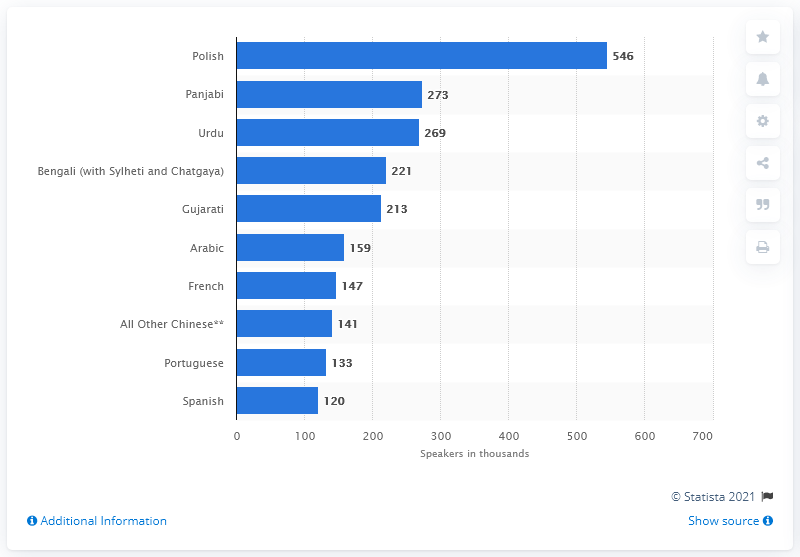 Polish 546
Panjabi 273
Urdu 269
Bengali (with Sylheti and Chatgaya) 221
Gujarati 213
Arabic 159
French 147
All Other Chinese** 141
Portuguese 133
Spanish 120
0 100 200 300 400 500 600 700
Speakers in thousands
© Statista 2021
Additional Information Show source